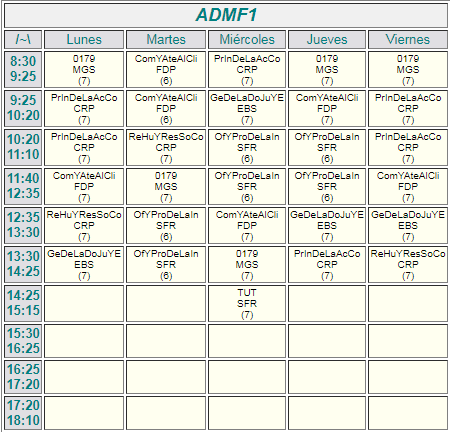 ADMF1
/~\ Lunes Martes Miércoles Jueves Viernes
8:30 0179 ComYAteAlCli PrInDeLaAcCo 0179 0179
9:25 MGS FDP CRP MGS MGS
(7) (6) (7) (7) (7)
9:25 PrInDeLaAcCo ComYAteAlCli GeDeLaDoJuYE ComYAteAlCli PrInDeLaAcCo
10:20 CRP FDP EBS FDP CRP
(7) (6) (7) (7) (7)
10:20 PrInDeLaAcCo ReHuYResSoCo OfYProDeLaIn OfYProDeLaIn PrInDeLaAcCo
11:10 CRP CRP SFR SFR CRP
(7) (7) (6) (6) (7)
11:40 ComYAteAlCli 0179 OfYProDeLaIn OfYProDeLaIn ComYAteAlCli
12:35 FDP MGS SFR SFR FDP
(7) (7) (6) (6) (7)
12:35 ReHuYResSoCo OfYProDeLaIn ComYAteAlCli GeDeLaDoJuYE GeDeLaDoJuYE
13:30 CRP SFR FDP EBS EBS
(7) (6) (7) (7) (7)
13:30 GeDeLaDoJuYE OfYProDeLaIn 0179 PrInDeLaAcCo ReHuYResSoCo
14:25 EBS SFR MGS CRP CRP
(7) (6) (7) (7) (7)
14:25 TUT
15:15 SFR
(7)
15:30
16:25
16:25
17:20
17:20
18:10